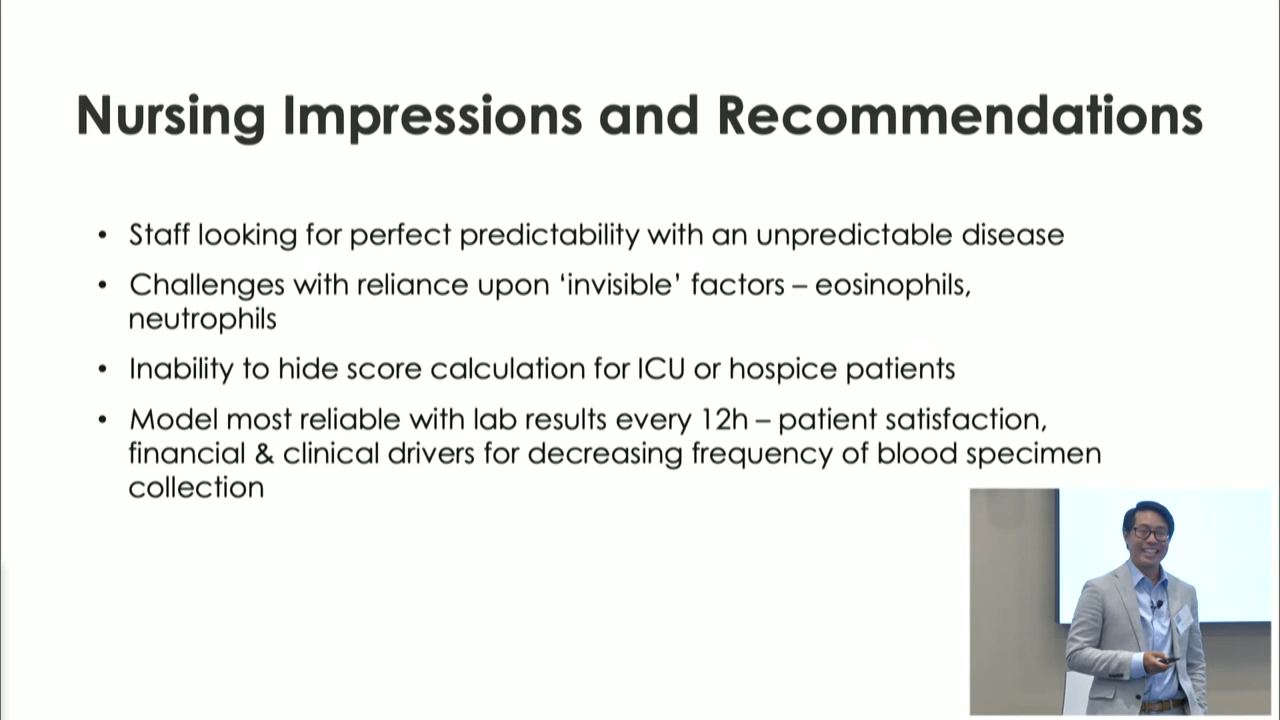 Nursing Impressions and Recommendations
• Staff looking for perfect predictability with an unpredictable disease
• Challenges with reliance upon ‘invisible’ factors – eosinophils,
neutrophils
• Inability to hide score calculation for ICU or hospice patients
• Model most reliable with lab results every 12h – patient satisfaction,
financial & clinical drivers for decreasing frequency of blood specimen
collection